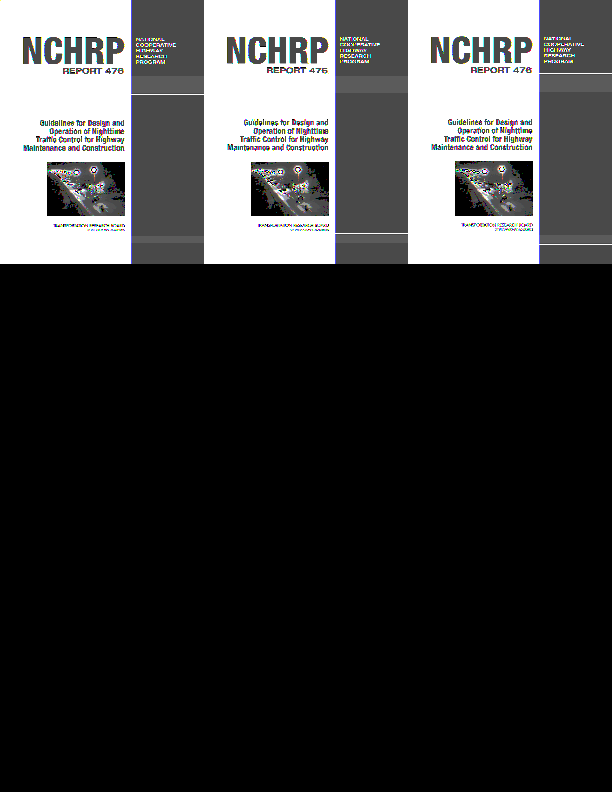 NCHRP
REPORT 476
NATIONAL
COOPERATIVE
HIGHWAY
RESEARCH
PROGRAM
Guidelines for Design and
Operation of Nighttime
Traffic Control for Highway
Maintenance and Construction
TRANSPORTATION RESEARCH BOARD
NCHRP
REPORT 476
NATIONAL
COOPERATIVE
HIGHWAY
RESEARCH
PROGRAM
Guidelines for Design and
Operation of Nighttime
Traffic Control for Highway
Maintenance and Construction
TRANSPORTATION RESEARCH BOARD
NCHRP
REPORT 476
NATIONAL
COOPERATIVE
HIGHWAY
RESEARCH
PROGRAM
Guidelines for Design and
Operation of Nighttime
Traffic Control for Highway
Maintenance and Construction
TRANSPORTATION RESEARCH BOARD